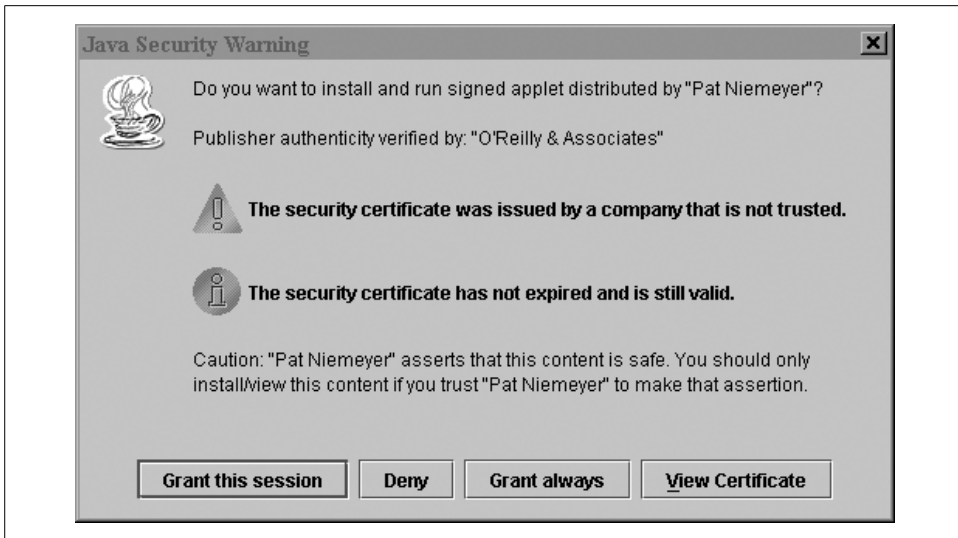 Java Security Warning
Do you want to install and run signed applet distributed by "Pat Niemeyer"?
Publisher authenticity verified by: "O'Reilly & Associates"
The security certificate was issued by a company that is not trusted.
The security certificate has not expired and is still valid.
Caution: "Pat Niemeyer" asserts that this content is safe. You should only
install/view this content if you trust "Pat Niemeyer" to make that assertion.
Grant this session Deny Grant always View Certificate